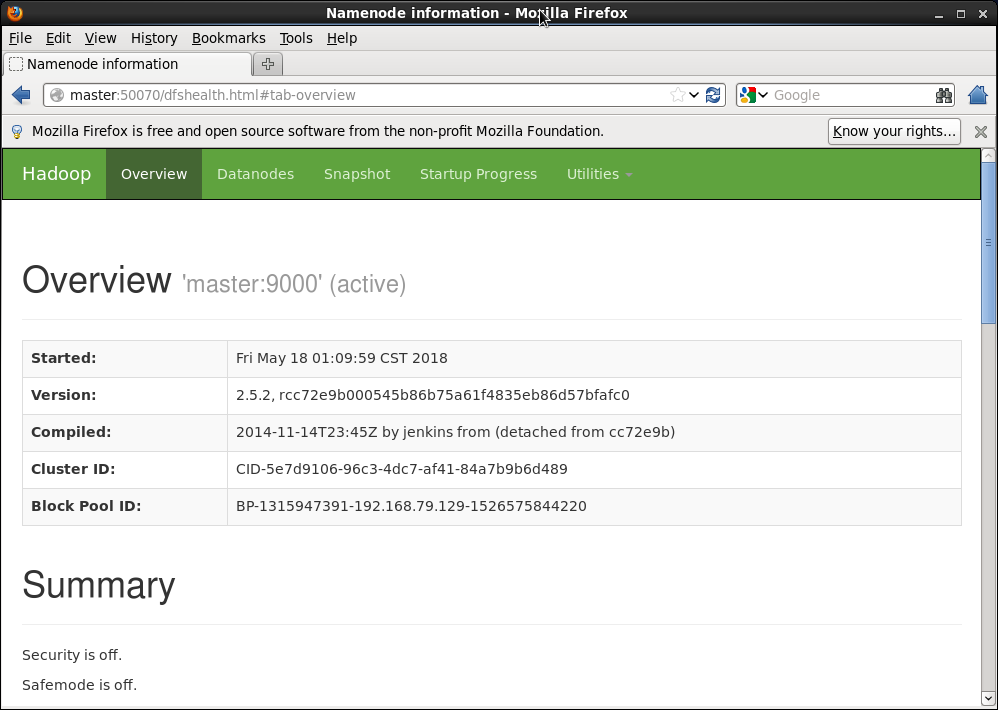 Namenode information - Mozilla Firefox
File Edit View History Bookmarks Tools Help
Namenode information
master:50070/dfshealth.html#tab-overview Google
Mozilla Firefox is free and open source software from the non-profit Mozilla Foundation. Know your rights...
Hadoop Overview Datanodes Snapshot Startup Progress Utilities
Overview 'master:9000' (active)
Started: Fri May 18 01:09:59 CST 2018
Version: 2.5.2, rcc72e9b000545b86b75a61f4835eb86d57bfafc0
Compiled: 2014-11-14T23:45Z by jenkins from (detached from cc72e9b)
Cluster ID: CID-5e7d9106-96c3-4dc7-af41-84a7b9b6d489
Block Pool ID: BP-1315947391-192.168.79.129-1526575844220
Summary
Security is off.
Safemode is off.